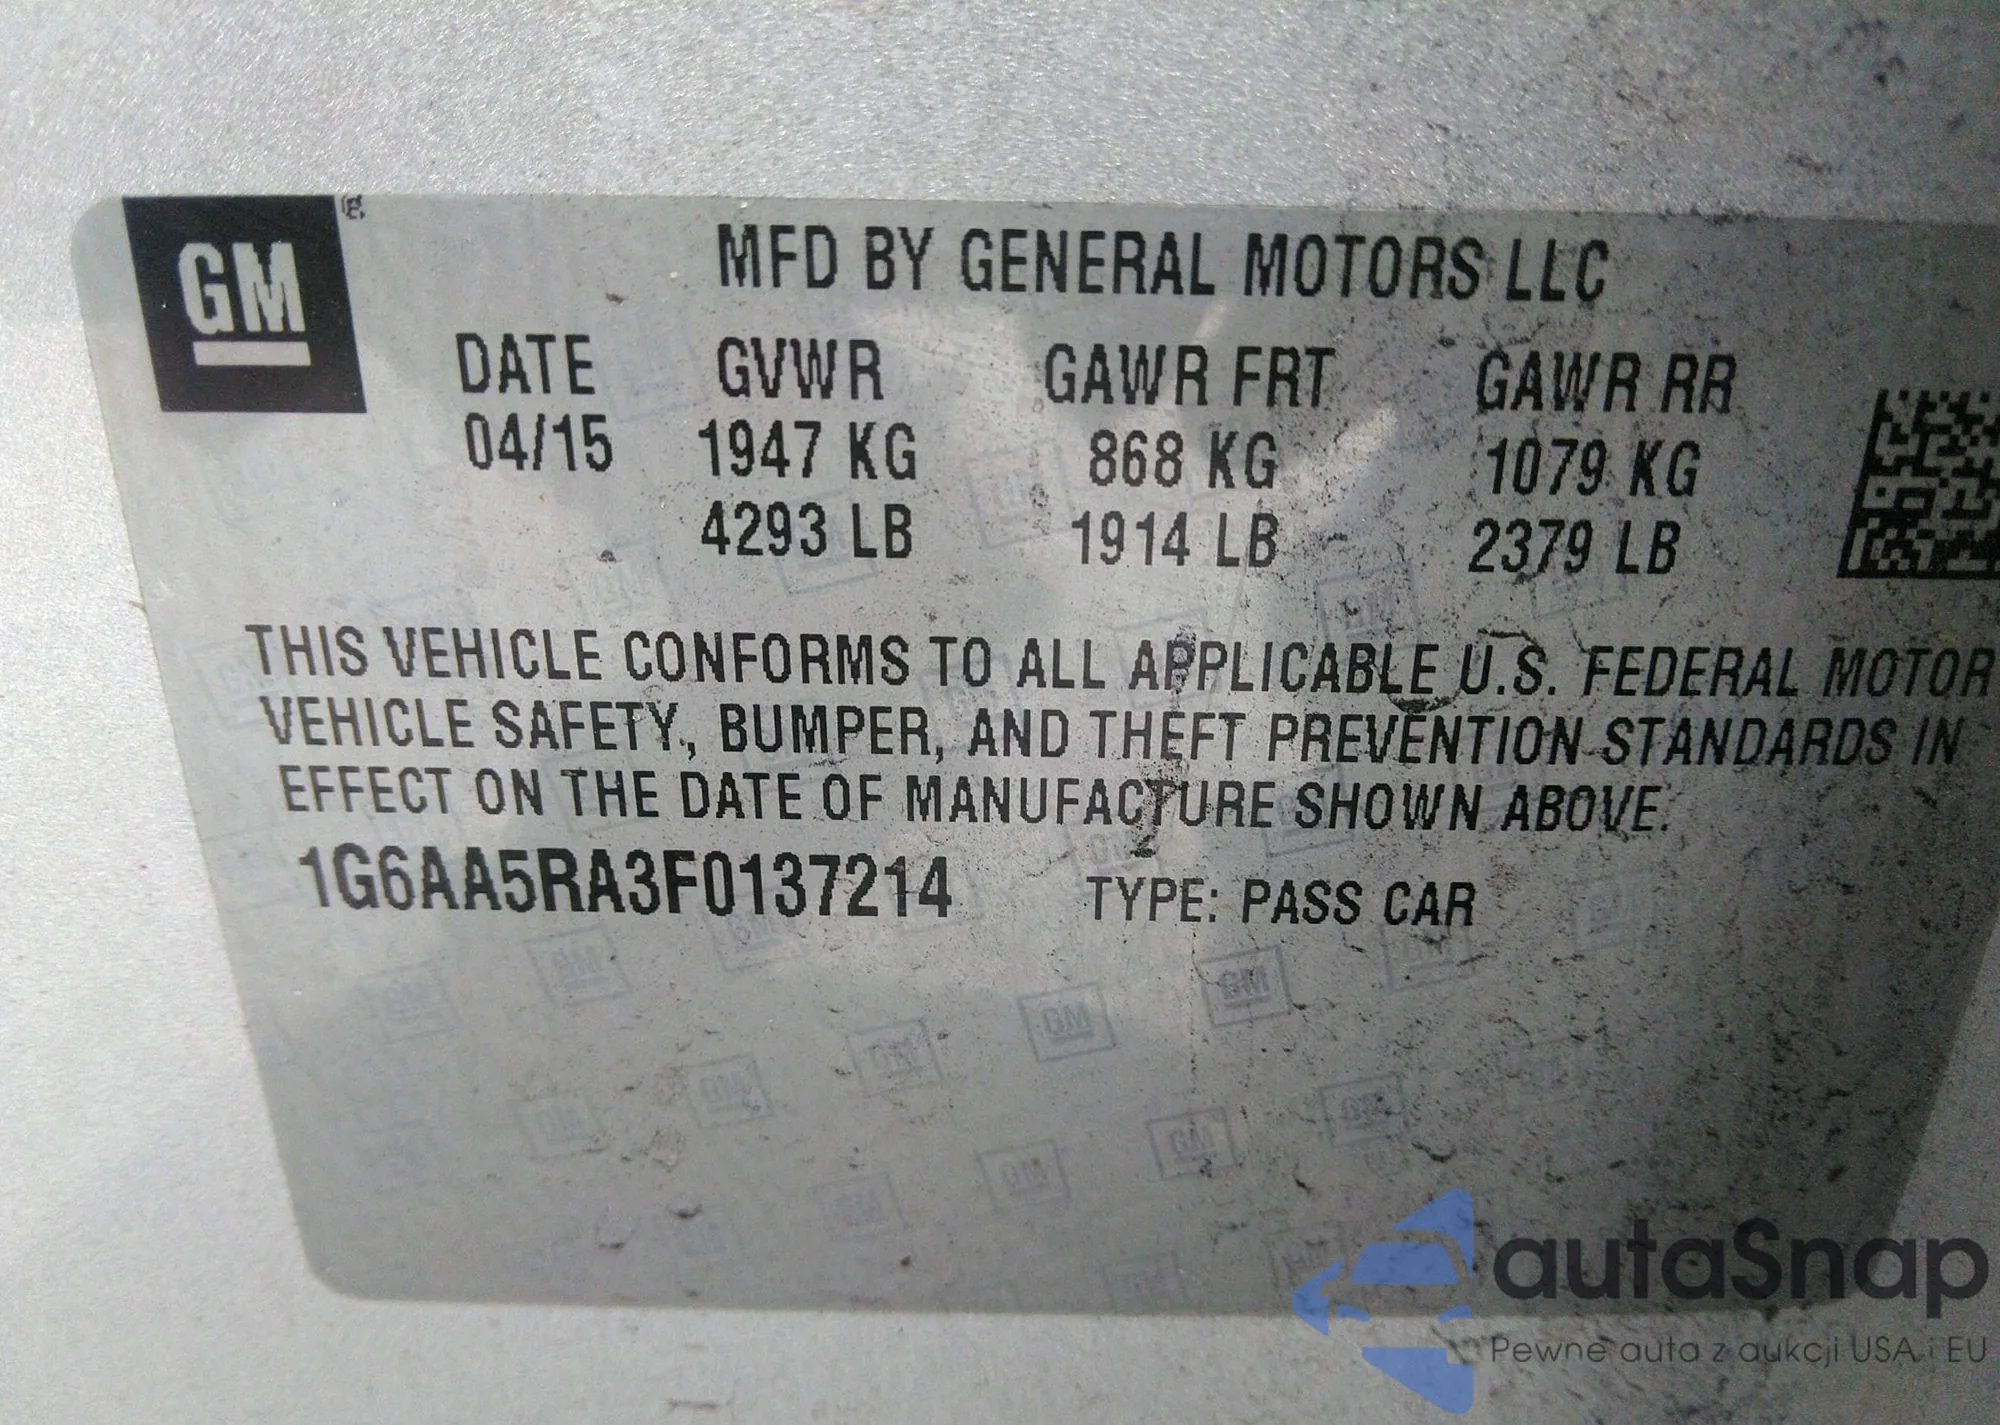 GM
MFD BY GENERAL MOTORS LLC
DATE GVWR GAWR FRT GAWR RR
04/15 1947 KG 868 KG 1079 KG
4293 LB 1914 LB 2379 LB
THIS VEHICLE CONFORMS TO ALL APPLICABLE U.S. FEDERAL MOTOR
VEHICLE SAFETY, BUMPER, AND THEFT PREVENTION STANDARDS IN
EFFECT ON THE DATE OF MANUFACTURE SHOWN ABOVE.
1G6AA5RA3F0137214 TYPE: PASS CAR
autaSnap
Pewne auta z aukcji USA i EU